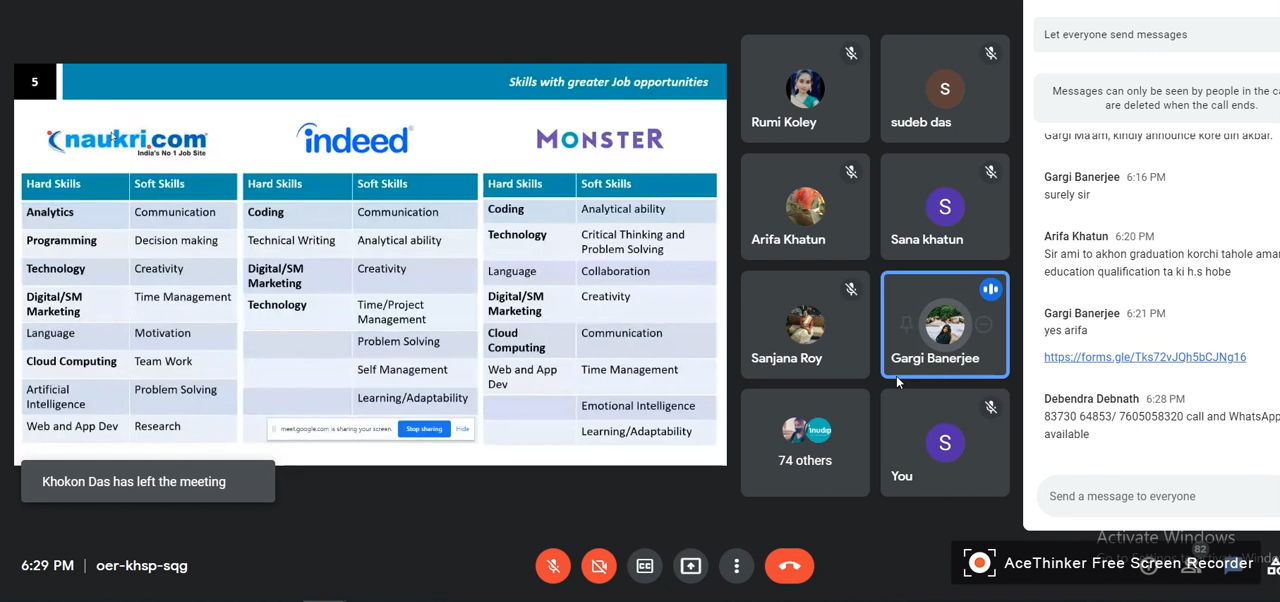 5
Skills with greater Job opportunities
naukri.com
India's No 1 Job Site
Hard Skills
Soft Skills
Analytics
Communication
Programming
Decision making
Technology
Creativity
Digital/SM
Marketing
Time Management
Language
Motivation
Cloud Computing
Team Work
Artificial
Intelligence
Problem Solving
Web and App Dev
Research
indeed
Hard Skills
Soft Skills
Coding
Communication
Technical Writing
Analytical ability
Digital/SM
Marketing
Creativity
Technology
Time/Project
Management
Problem Solving
Self Management
Learning/Adaptability
meet.google.com is sharing your screen.
Stop sharing
Hide
MONSTER
Hard Skills
Soft Skills
Coding
Analytical ability
Technology
Critical Thinking and
Problem Solving
Language
Collaboration
Digital/SM
Marketing
Creativity
Cloud
Computing
Communication
Web and App
Dev
Time Management
Emotional Intelligence
Learning/Adaptability
Khokon Das has left the meeting
Rumi Koley
S
sudeb das
Arifa Khatun
S
Sana khatun
Sanjana Roy
Gargi Banerjee
74 others
S
You
Let everyone send messages
Messages can only be seen by people in the
are deleted when the call ends.
Gargi Ma'am, kindly announce kore din akbar.
Gargi Banerjee 6:16 PM
surely sir
Arifa Khatun 6:20 PM
Sir ami to akhon graduation korchi tahole
education qualification ta ki h.s hobe
Gargi Banerjee 6:21 PM
yes arifa
https://forms.gle/Tks72vJQh5bCJNg16
Debendra Debnath 6:28 PM
83730 64853/ 7605058320 call and WhatsApp
available
Send a message to everyone
Activate Windows
82
AceThinker Free Screen Recorder
6:29 PM | oer-khsp-sqg